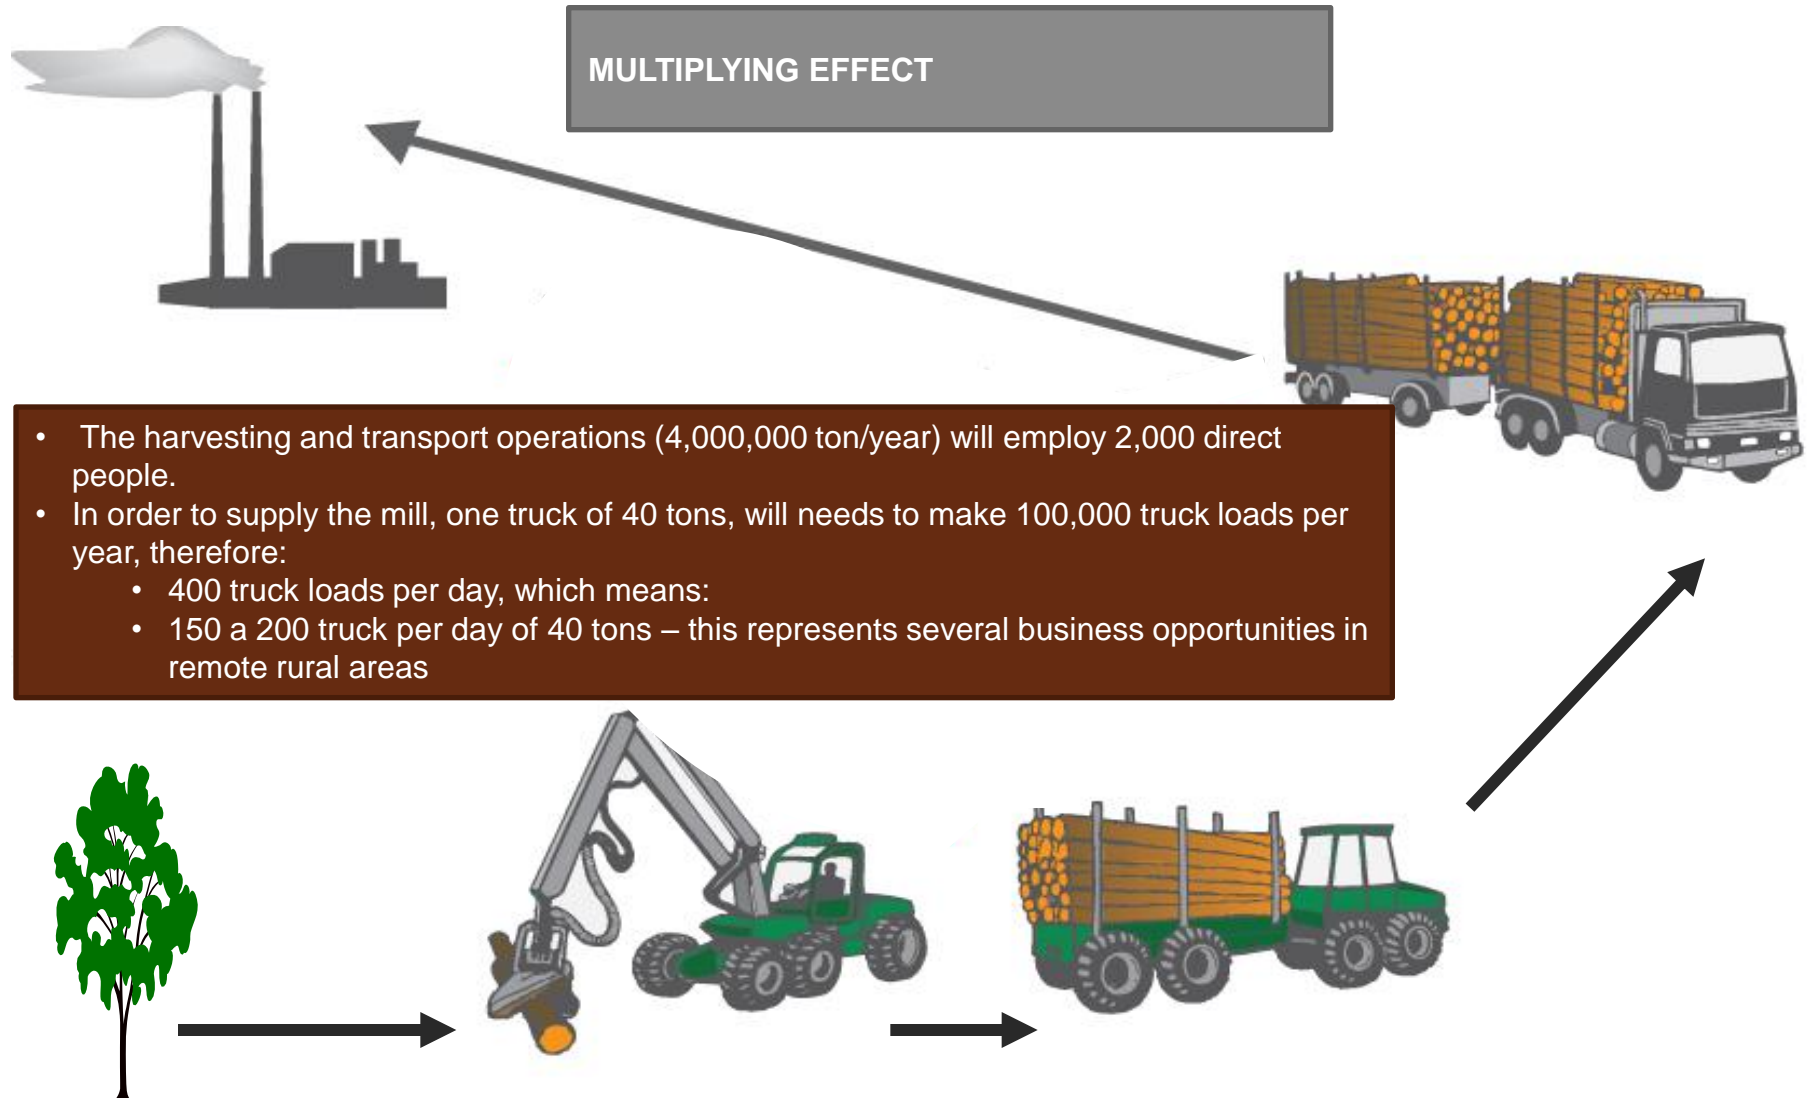 MULTIPLYING EFFECT
• The harvesting and transport operations (4,000,000 ton/year) will employ 2,000 direct
people.
• In order to supply the mill, one truck of 40 tons, will needs to make 100,000 truck loads per
year, therefore:
• 400 truck loads per day, which means:
• 150 a 200 truck per day of 40 tons – this represents several business opportunities in
remote rural areas